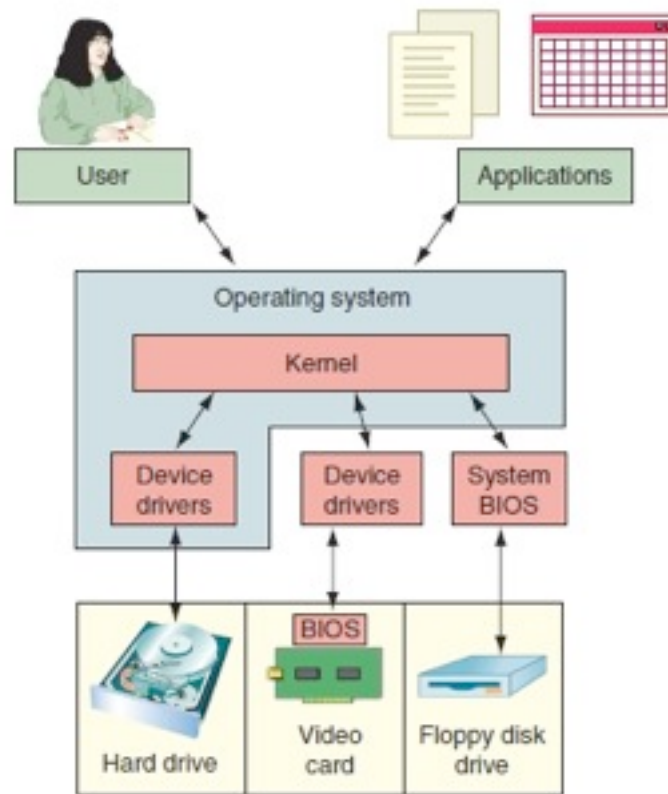 User
Applications
Operating system
Kernel
Device
drivers
Device
drivers
System
BIOS
BIOS
Hard drive
Video
card
Floppy disk
drive